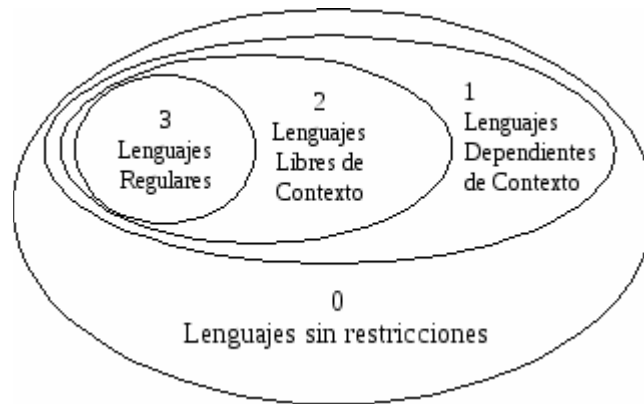 3
Lenguajes
Regulares
2
Lenguajes
Libres de
Contexto
1
Lenguajes
Dependientes
de Contexto
0
Lenguajes sin restricciones